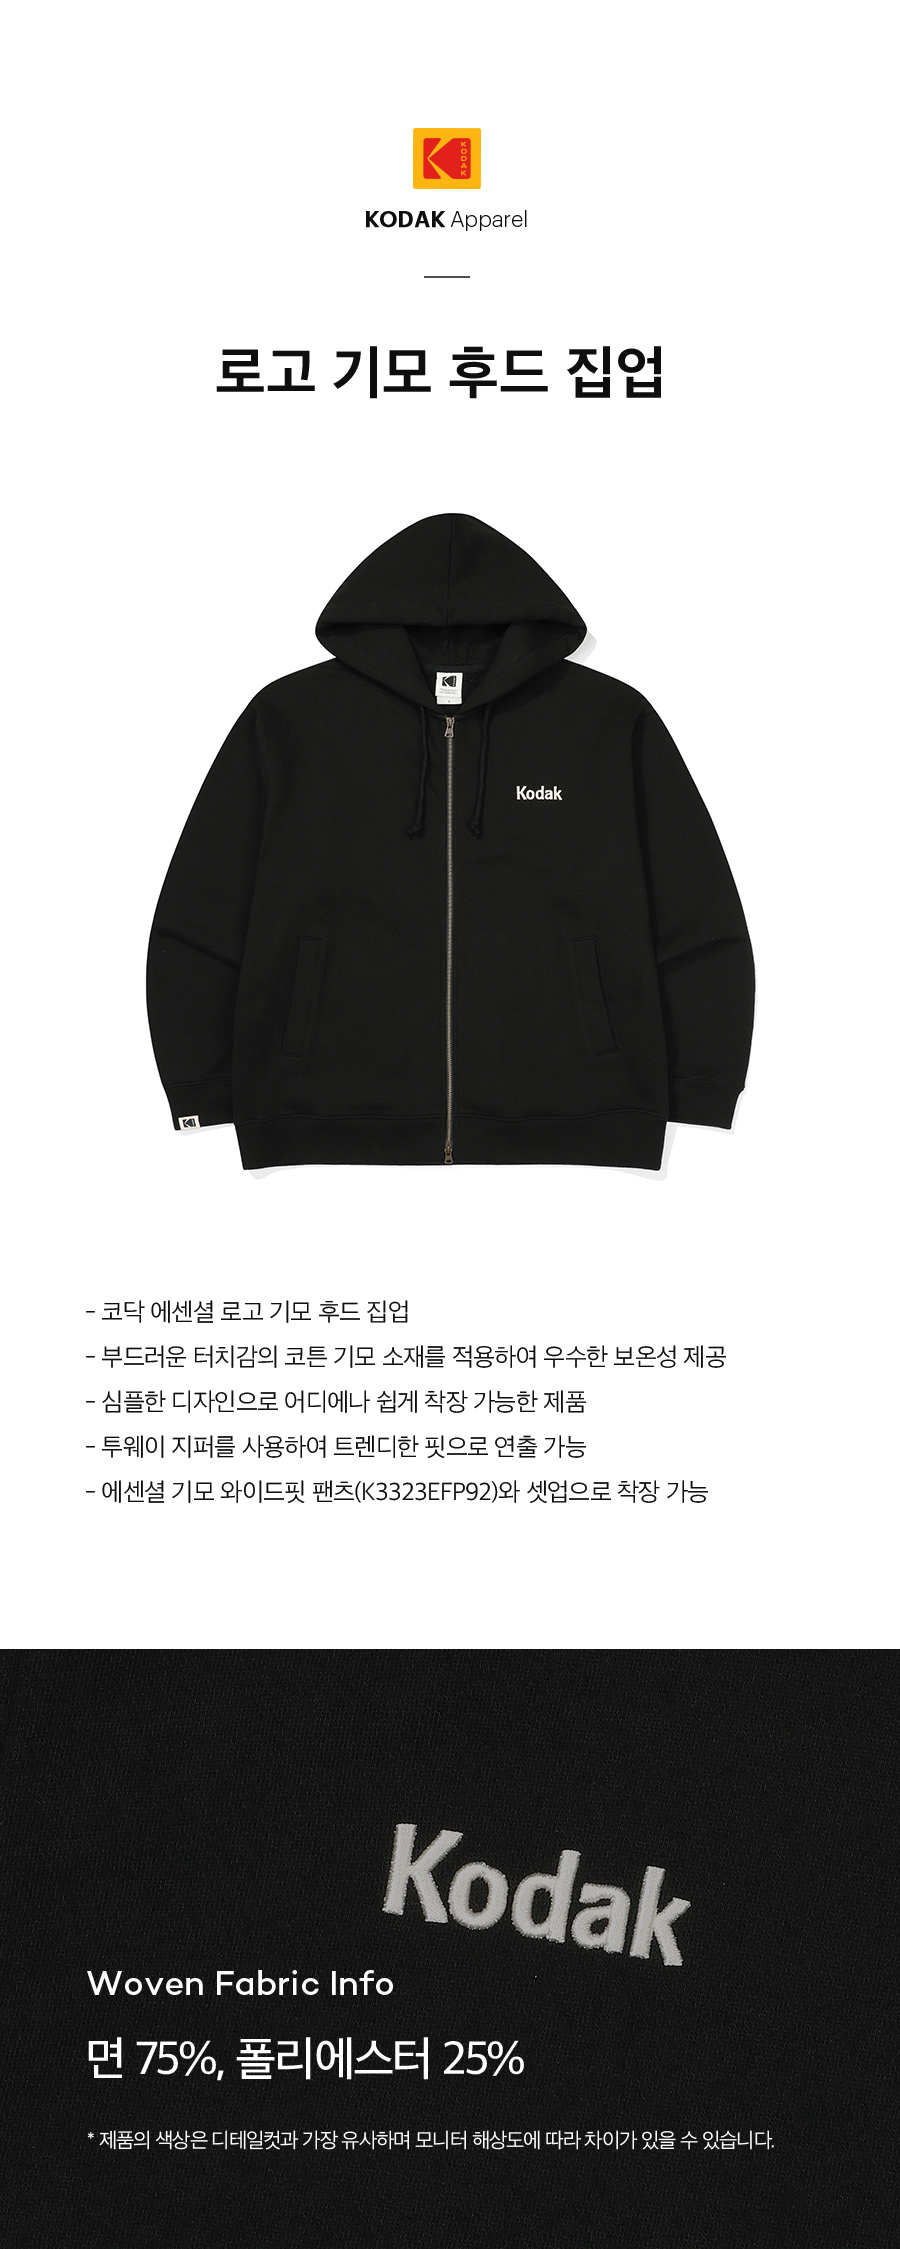 KODAK
KODAK Apparel
로고 기모 후드 집업
Kodak
- 코닥 에센셜 로고 기모 후드 집업
- 부드러운 터치감의 코튼 기모 소재를 적용하여 우수한 보온성 제공
- 심플한 디자인으로 어디에나 쉽게 착장 가능한 제품
- 투웨이 지퍼를 사용하여 트렌디한 핏으로 연출 가능
- 에센셜 기모 와이드핏 팬츠(K3323EFP92)와 셋업으로 착장 가능
Kodak
Woven Fabric Info
면 75%, 폴리에스터 25%
* 제품의 색상은 디테일컷과 가장 유사하며 모니터 해상도에 따라 차이가 있을 수 있습니다.